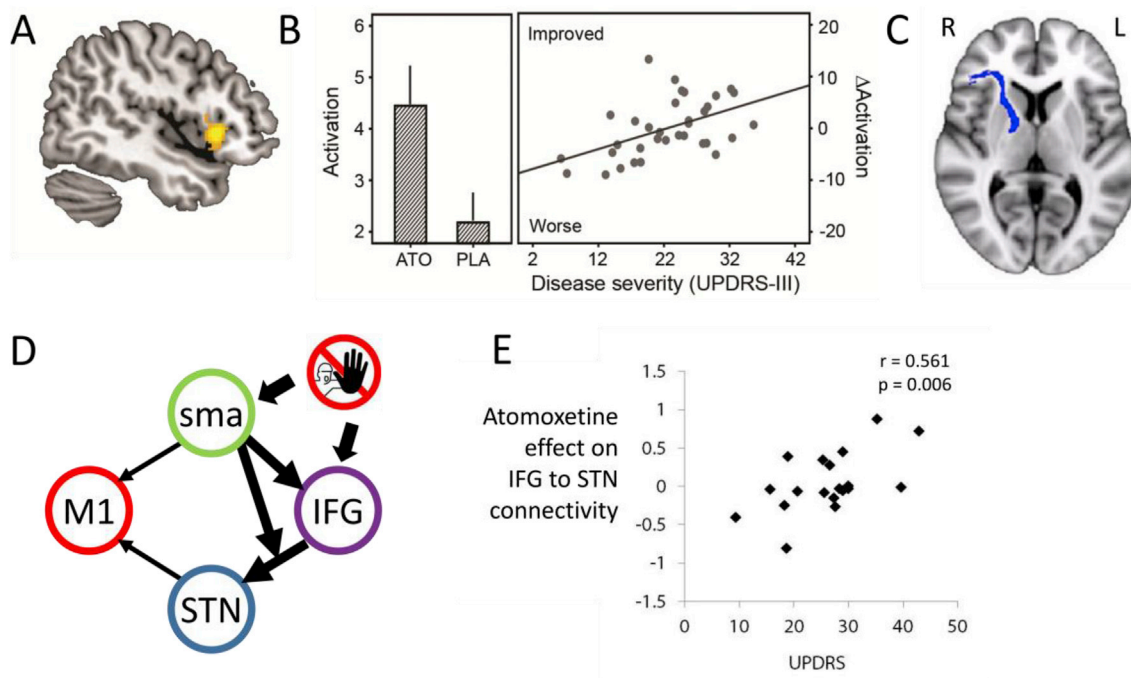 A
B
C
6
5
4
3
2
Activation
ATO PLA
Improved
Worse
20
10
0
-10
-20
ΔActivation
2 12 22 32 42
Disease severity (UPDRS-III)
R L
D
sma
M1
IFG
STN
E
r = 0.561
p = 0.006
Atomoxetine
effect on
IFG to STN
connectivity
1.5
1
0.5
0
-0.5
-1
-1.5
0 10 20 30 40 50
UPDRS